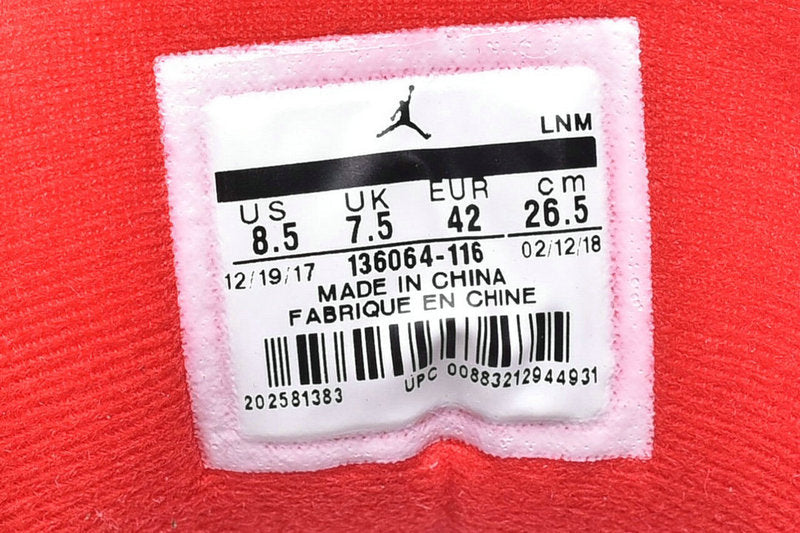 LNM
US UK EUR cm
8.5 7.5 42 26.5
12/19/17 136064-116 02/12/18
MADE IN CHINA
FABRIQUE EN CHINE
202581383 UPC 00883212944931